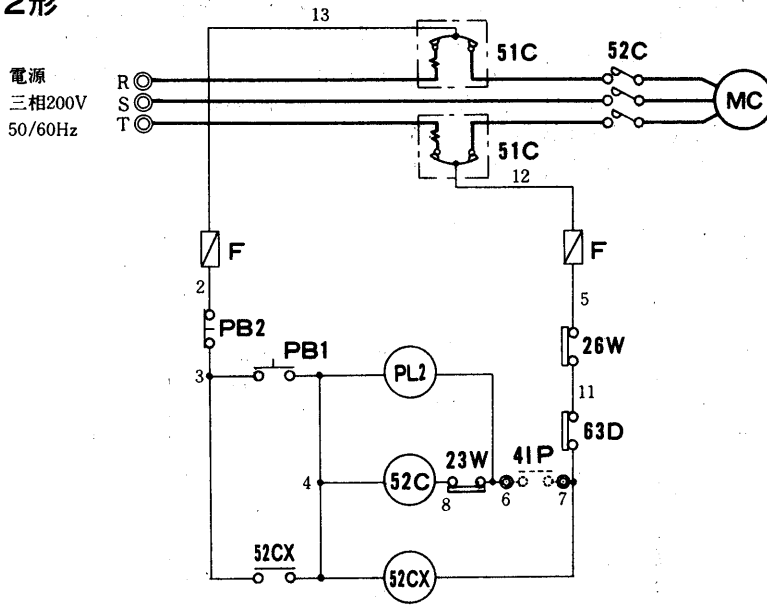 2形
13
51C
52C
電源
三相200V
50/60Hz
R
S
T
MC
51C
12
F
F
2
5
PB2
26W
PB1
3
PL2
11
63D
4
52C
23W
41P
8
6
7
52CX
52CX